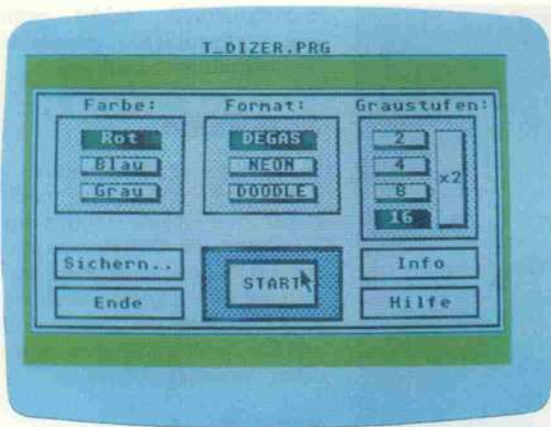 T_DIZER.PRG
Farbe:
Rot
Blau
Grau
Format:
DEGAS
NEON
DOODLE
Graustufen:
2
4
8
16
x2
Sichern..
Ende
START
Info
Hilfe